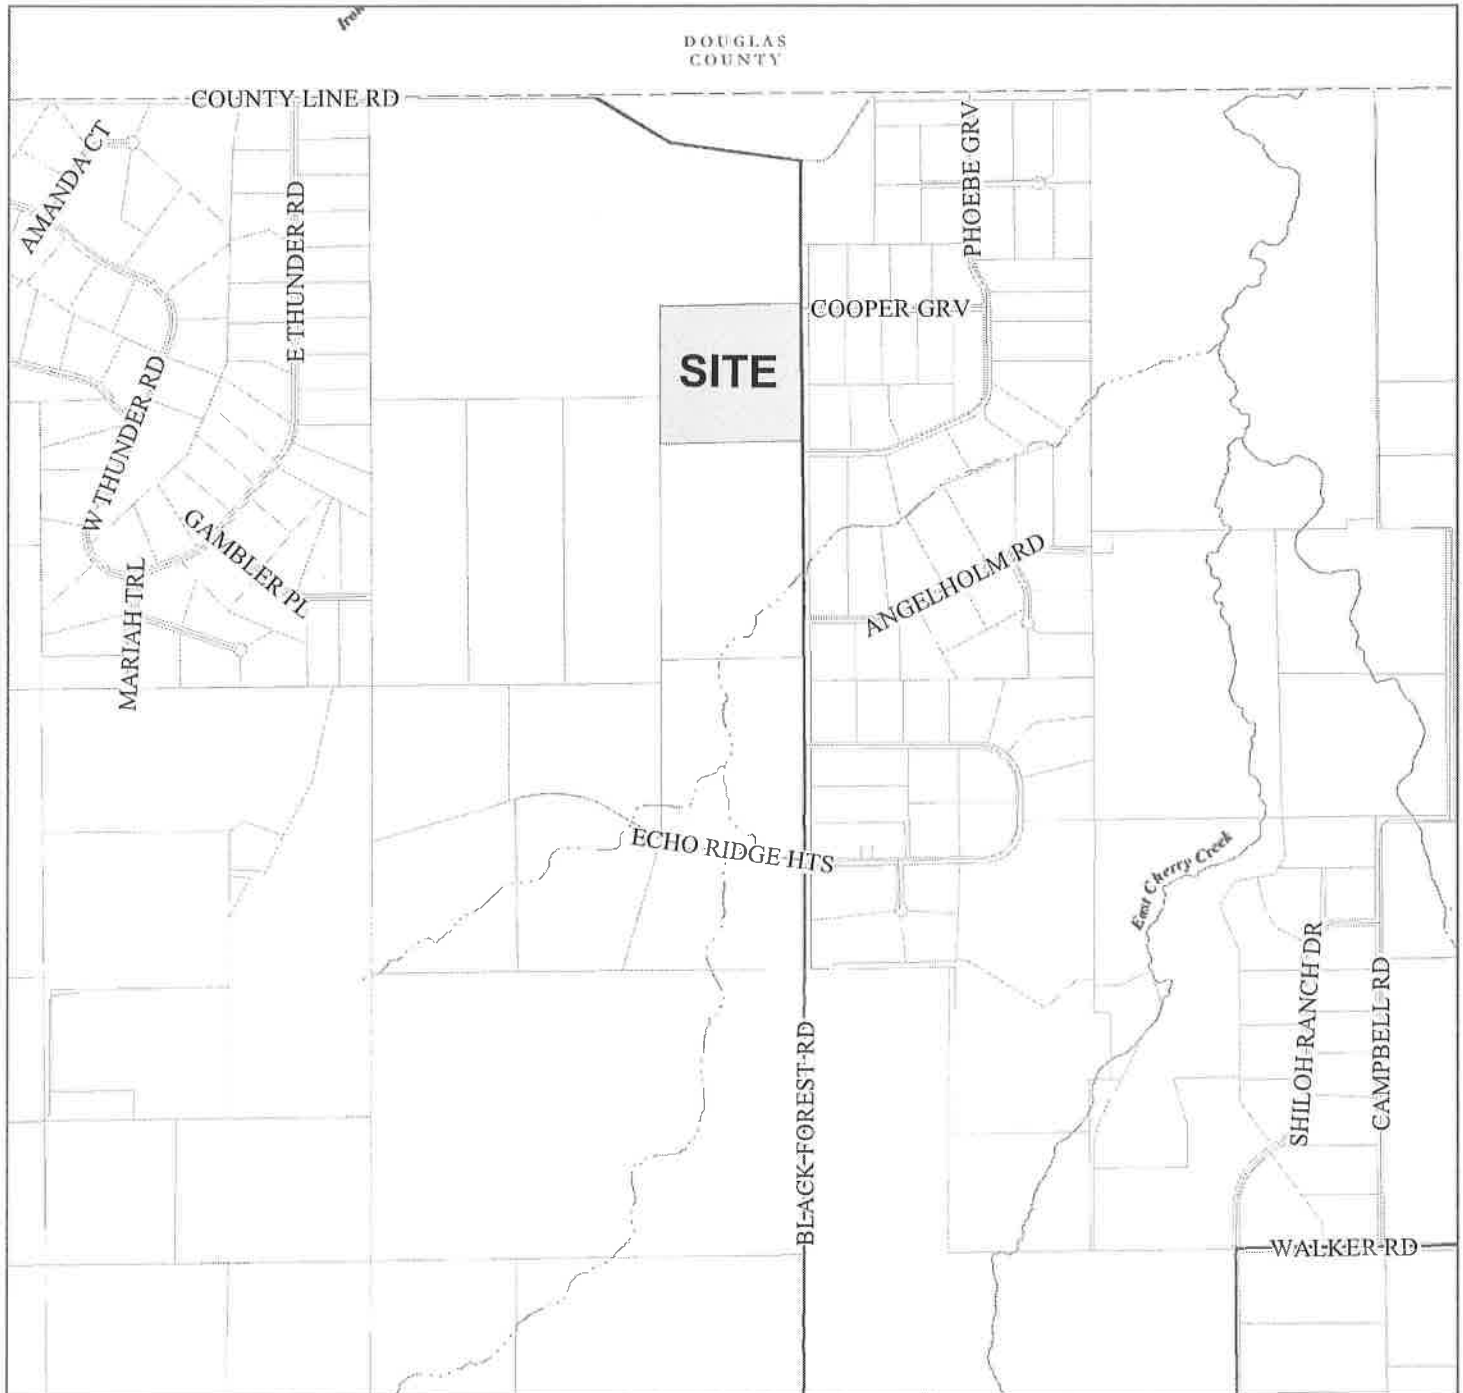 Iron
DOUGLAS
COUNTY
COUNTY LINE RD
AMANDA CT
E THUNDER RD
PHOEBE GRV
COOPER GRV
SITE
W THUNDER RD
GAMBLER PL
MARIAH TRL
ANGELHOLM RD
ECHO RIDGE HTS
East Cherry Creek
SHILOH RANCH DR
CAMPBELL RD
BLACK FOREST RD
WALKER RD